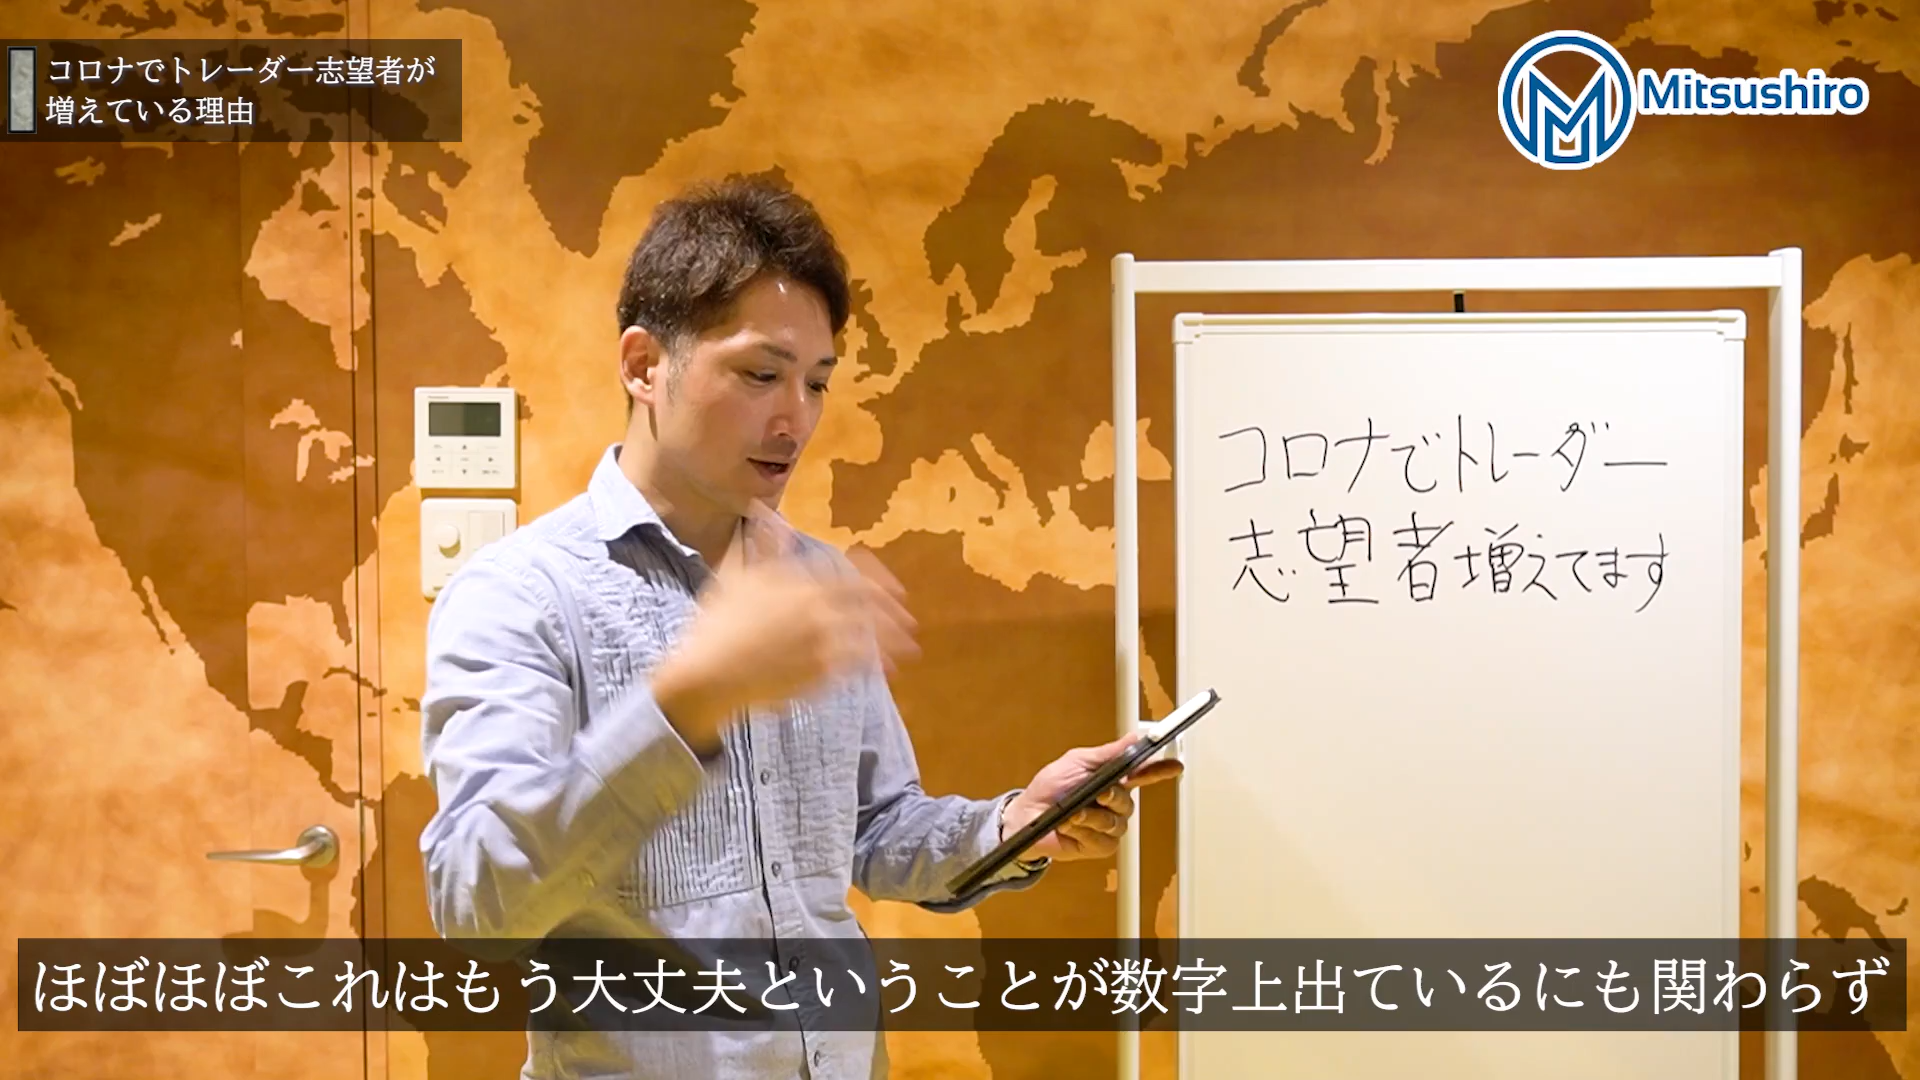 コロナでトレーダー志望者が
増えている理由
Mitsushiro
コロナでトレーダー
志望者増えてます
ほぼほぼこれはもう大丈夫ということが数字上出ているにも関わらず